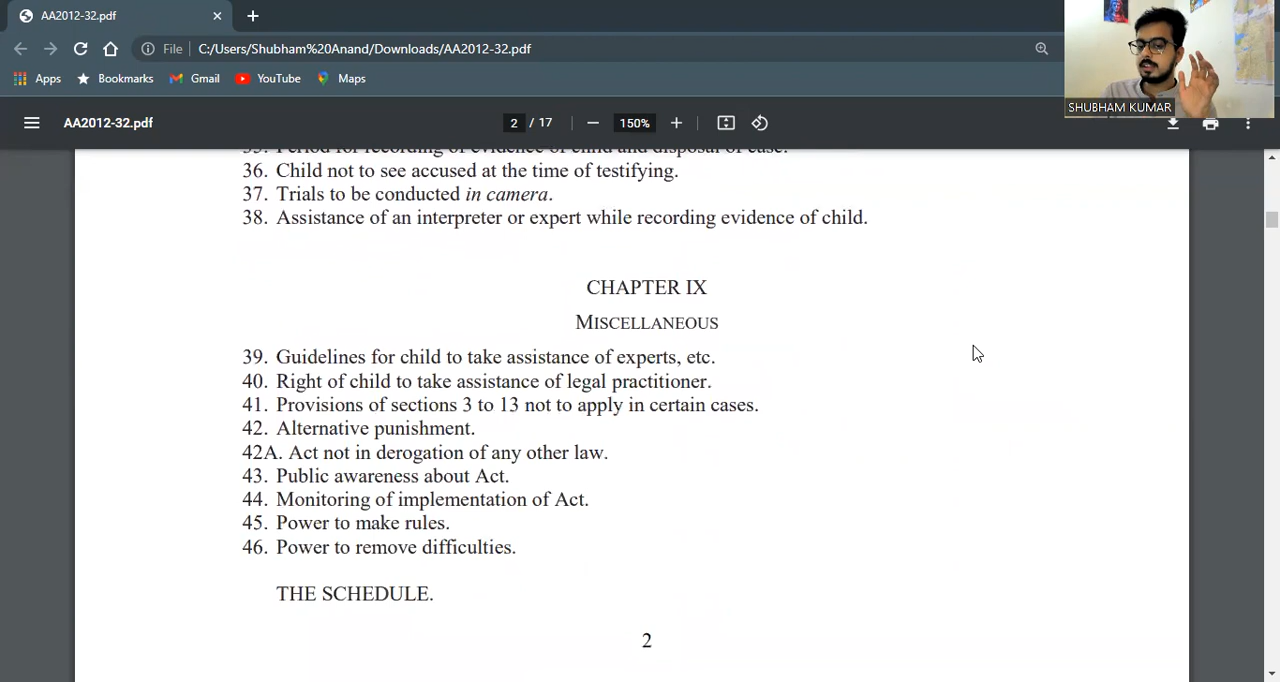 AA2012-32.pdf
File C:/Users/Shubham%20Anand/Downloads/AA2012-32.pdf
Apps Bookmarks Gmail YouTube Maps
SHUBHAM KUMAR
AA2012-32.pdf 2 / 17 150%
35. Period for recording of evidence of child and disposal of case.
36. Child not to see accused at the time of testifying.
37. Trials to be conducted in camera.
38. Assistance of an interpreter or expert while recording evidence of child.
CHAPTER IX
MISCELLANEOUS
39. Guidelines for child to take assistance of experts, etc.
40. Right of child to take assistance of legal practitioner.
41. Provisions of sections 3 to 13 not to apply in certain cases.
42. Alternative punishment.
42A. Act not in derogation of any other law.
43. Public awareness about Act.
44. Monitoring of implementation of Act.
45. Power to make rules.
46. Power to remove difficulties.
THE SCHEDULE.
2